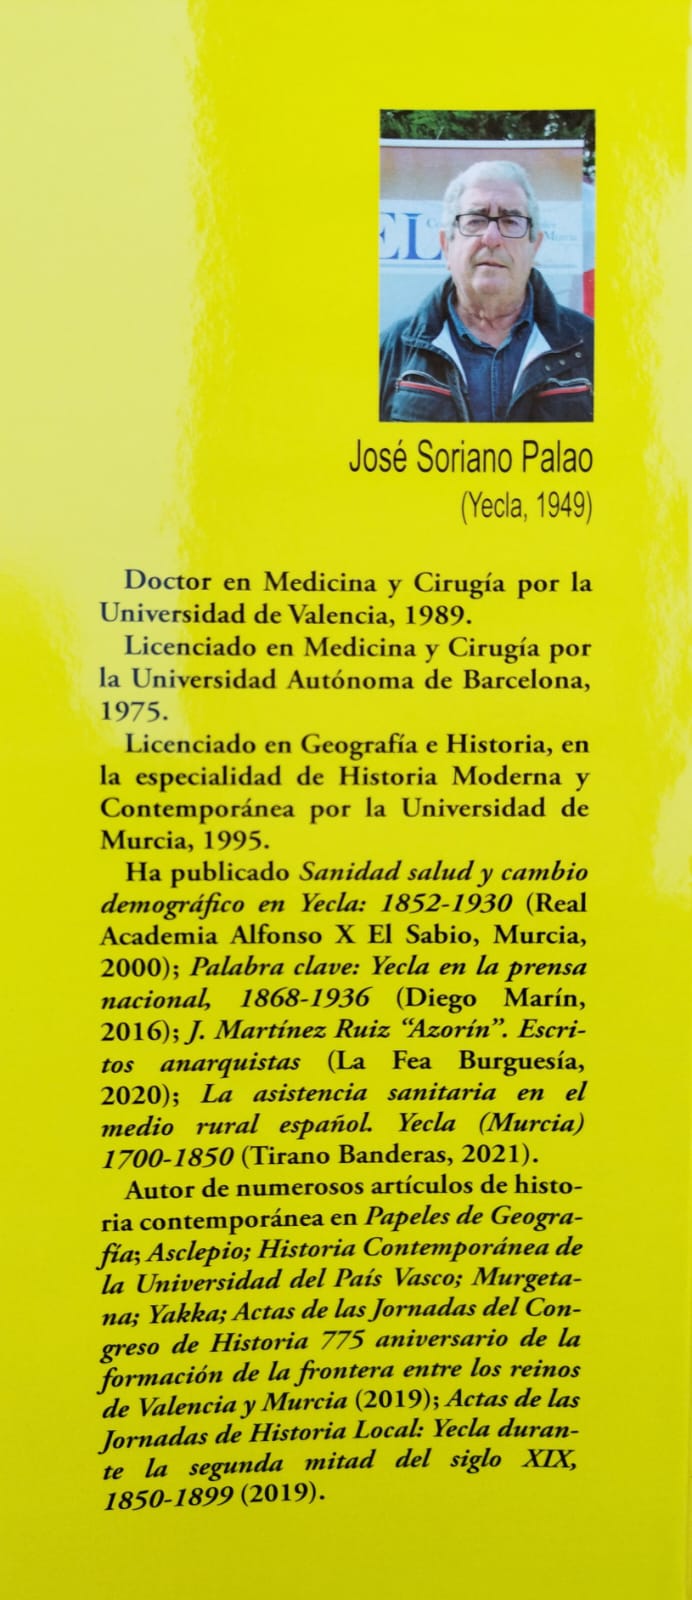 EL
Murcia
José Soriano Palao
(Yecla, 1949)
Doctor en Medicina y Cirugía por la
Universidad de Valencia, 1989.
Licenciado en Medicina y Cirugía por
la Universidad Autónoma de Barcelona,
1975.
Licenciado en Geografía e Historia, en
la especialidad de Historia Moderna y
Contemporánea por la Universidad de
Murcia, 1995.
Ha publicado Sanidad salud y cambio
demográfico en Yecla: 1852-1930 (Real
Academia Alfonso X El Sabio, Murcia,
2000); Palabra clave: Yecla en la prensa
nacional, 1868-1936 (Diego Marín,
2016); J. Martínez Ruiz “Azorín”. Escri-
tos anarquistas (La Fea Burguesía,
2020); La asistencia sanitaria en el
medio rural español. Yecla (Murcia)
1700-1850 (Tirano Banderas, 2021).
Autor de numerosos artículos de histo-
ria contemporánea en Papeles de Geogra-
fía; Asclepio; Historia Contemporánea de
la Universidad del País Vasco; Murgeta-
na; Yakka; Actas de las Jornadas del Con-
greso de Historia 775 aniversario de la
formación de la frontera entre los reinos
de Valencia y Murcia (2019); Actas de las
Jornadas de Historia Local: Yecla duran-
te la segunda mitad del siglo XIX,
1850-1899 (2019).